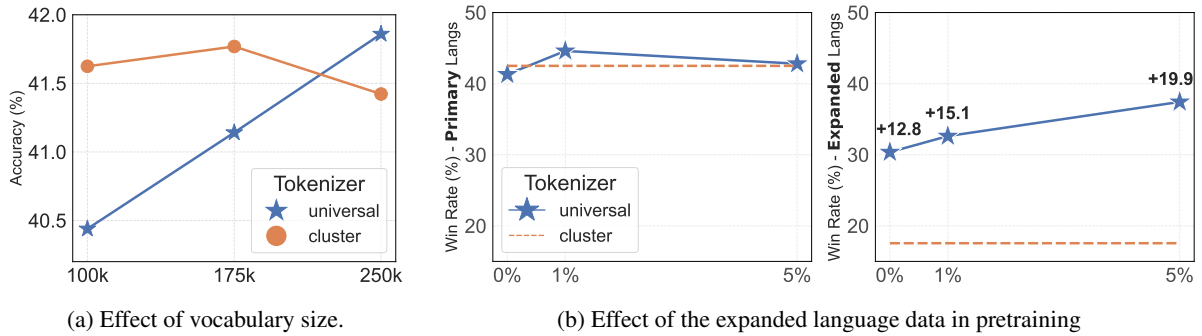 42.0
41.5
41.0
40.5
Accuracy (%)
100k
175k
250k
Tokenizer
universal
cluster
(a) Effect of vocabulary size.
50
40
30
20
Win Rate (%) - Primary Langs
0%
1%
5%
Tokenizer
universal
cluster
50
40
30
20
Win Rate (%) - Expanded Langs
+12.8
+15.1
+19.9
0%
1%
5%
(b) Effect of the expanded language data in pretraining